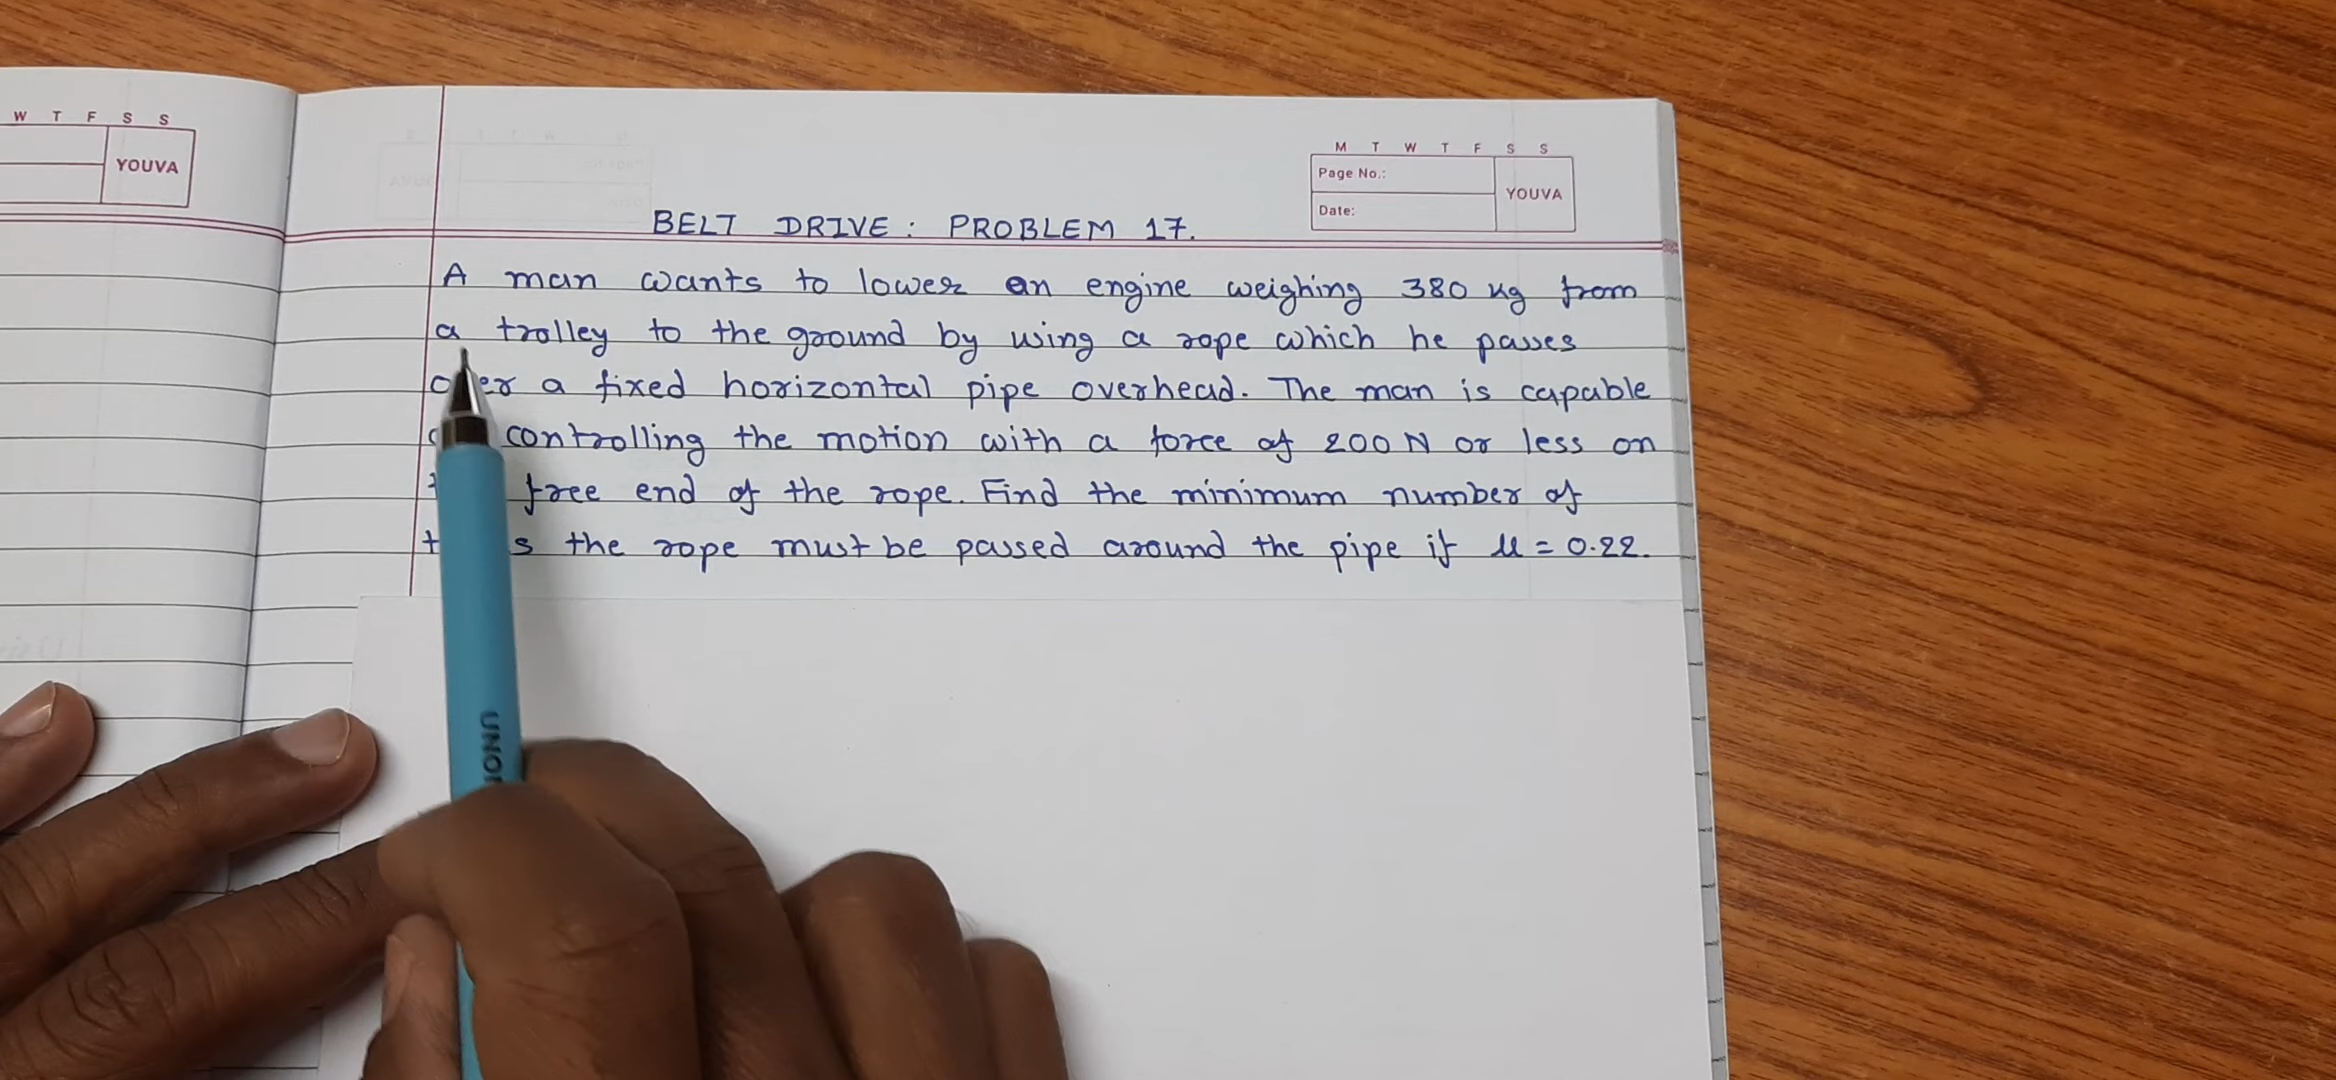 W T F S S
YOUVA
M T W T F S S
Page No.:
YOUVA
Date:
BELT DRIVE: PROBLEM 17.
A man wants to lower an engine weighing 380 kg from
a trolley to the ground by using a rope which he passes
over a fixed horizontal pipe overhead. The man is capable
controlling the motion with a force of 200 N or less on
free end of the rope. Find the minimum number of
the rope must be passed around the pipe if μ = 0.22.